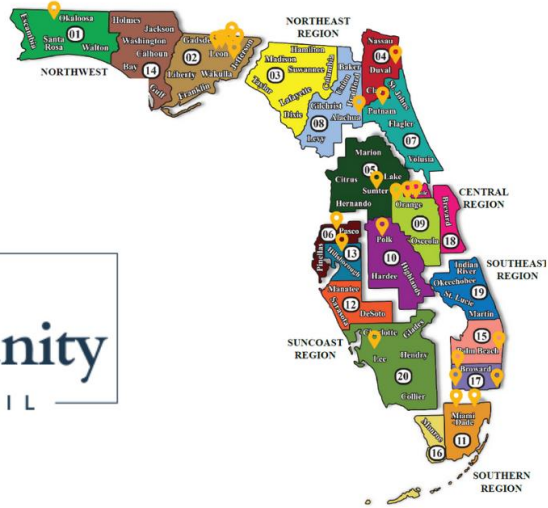 Escambia
Okaloosa
01
Santa
Rosa
Walton
Holmes
Jackson
Washington
Calhoun
Bay
14
Gulf
NORTHWEST
Gadsden
02
Leon
Jefferson
Liberty
Wakulla
Franklin
NORTHEAST
REGION
Hamilton
Madison
Suwannee
03
Taylor
Lafayette
Dixie
Columbia
Baker
Union
Bradford
Gilchrist
Alachua
08
Levy
Nassau
04
Duval
Clay
St. Johns
Putnam
Flagler
07
Volusia
Marion
05
Citrus
Lake
Sumter
Hernando
CENTRAL
REGION
Orange
09
Osceola
Brevard
18
06
Pasco
Pinellas
13
Hillsborough
Polk
10
Hardee
Highlands
SOUTHEAST
REGION
Indian
River
Okeechobee
St. Lucie
19
Martin
Manatee
12
Sarasota
DeSoto
SUNCOAST
REGION
Charlotte
Glades
Lee
Hendry
20
Collier
15
Palm Beach
Broward
17
Miami
Dade
11
Monroe
16
SOUTHERN
REGION
nity
IL